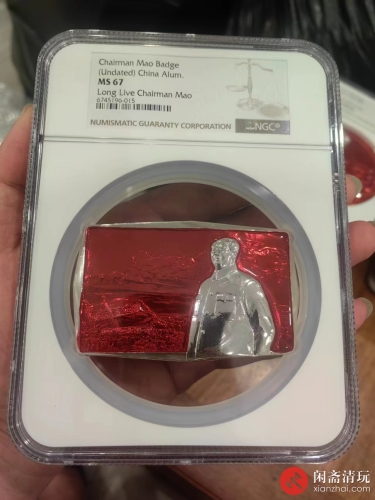 Chairman Mao Badge
(Undated) China Alum.
MS 67
Long Live Chairman Mao
6745196-015
NUMISMATIC GUARANTY CORPORATION
NGC®
闲斋清玩
xianzhai.com